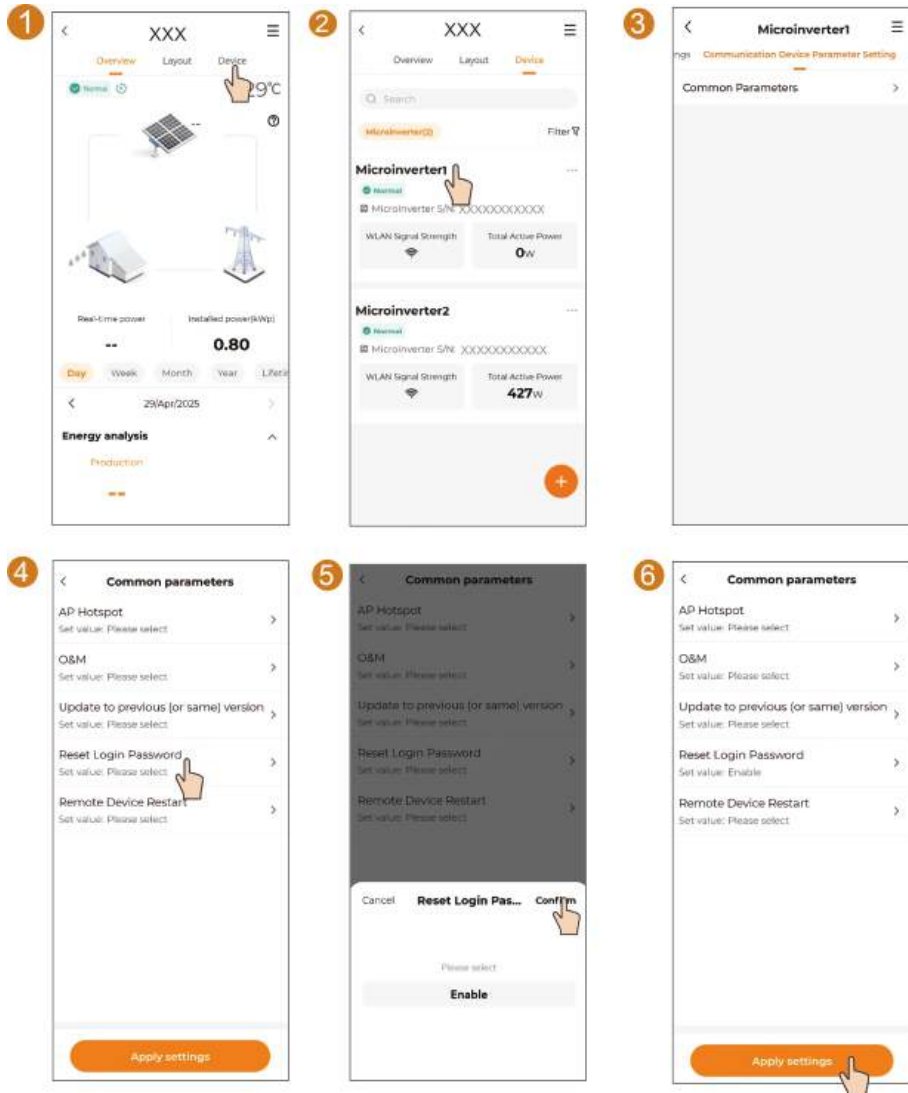 1
XXX
Overview Layout Device
Normal 29°C
--
Real-time power Installed power(kWp)
-- 0.80
Day Week Month Year Lifeti
29/Apr/2025
Energy analysis
Production
--
2
XXX
Overview Layout Device
Search
Microinverter(2) Filter
Microinverter1 ...
Normal
Microinverter S/N: XXXXXXXXXXX
WLAN Signal Strength Total Active Power
0W
Microinverter2 ...
Normal
Microinverter S/N: XXXXXXXXXXX
WLAN Signal Strength Total Active Power
427W
+
3
Microinverter1
ngs Communication Device Parameter Setting
Common Parameters
4
Common parameters
AP Hotspot
Set value: Please select
O&M
Set value: Please select
Update to previous (or same) version
Set value: Please select
Reset Login Password
Set value: Please select
Remote Device Restart
Set value: Please select
Apply settings
5
Common parameters
AP Hotspot
Set value: Please select
O&M
Set value: Please select
Update to previous (or same) version
Set value: Please select
Reset Login Password
Set value: Please select
Remote Device Restart
Set value: Please select
Cancel Reset Login Pas... Confirm
Please select
Enable
6
Common parameters
AP Hotspot
Set value: Please select
O&M
Set value: Please select
Update to previous (or same) version
Set value: Please select
Reset Login Password
Set value: Enable
Remote Device Restart
Set value: Please select
Apply settings